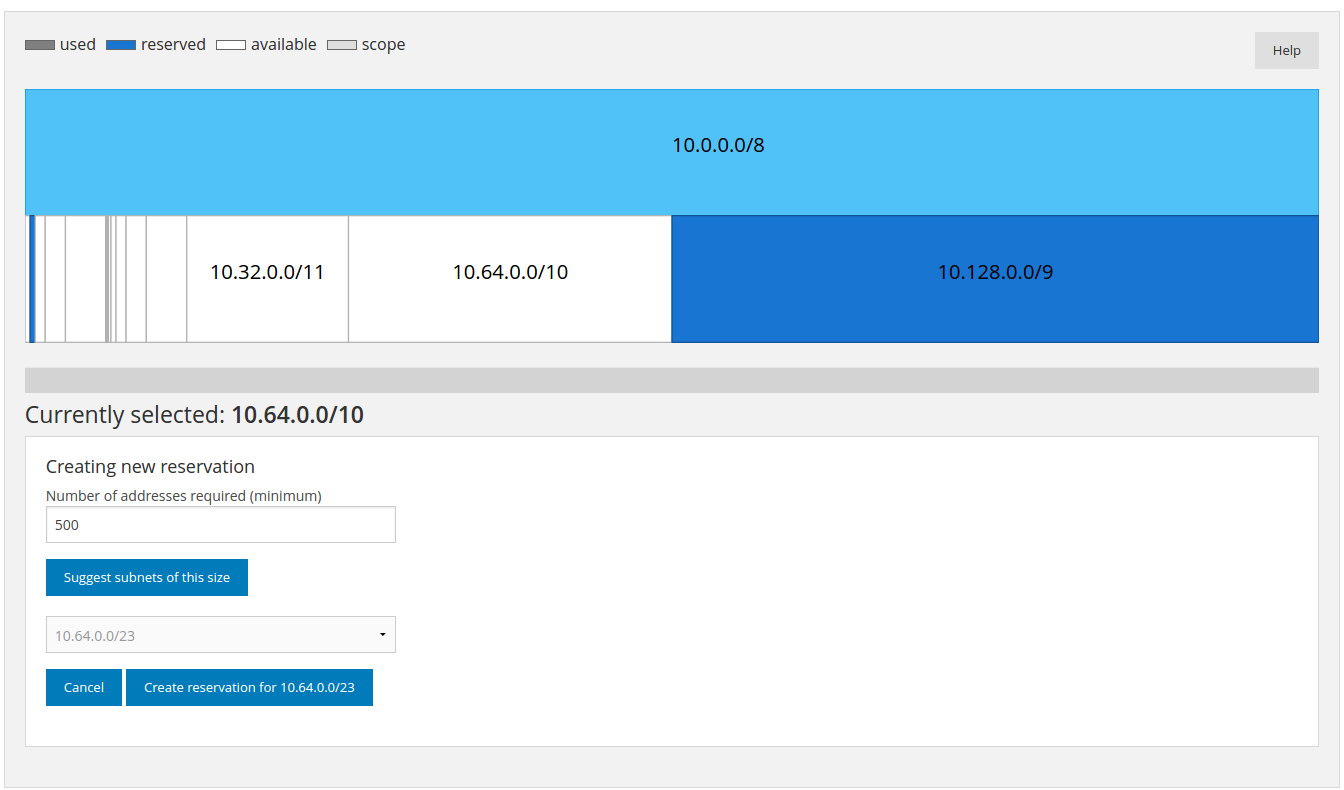 used reserved available scope
Help
10.0.0.0/8
10.32.0.0/11 10.64.0.0/10 10.128.0.0/9
Currently selected: 10.64.0.0/10
Creating new reservation
Number of addresses required (minimum)
500
Suggest subnets of this size
10.64.0.0/23
Cancel Create reservation for 10.64.0.0/23